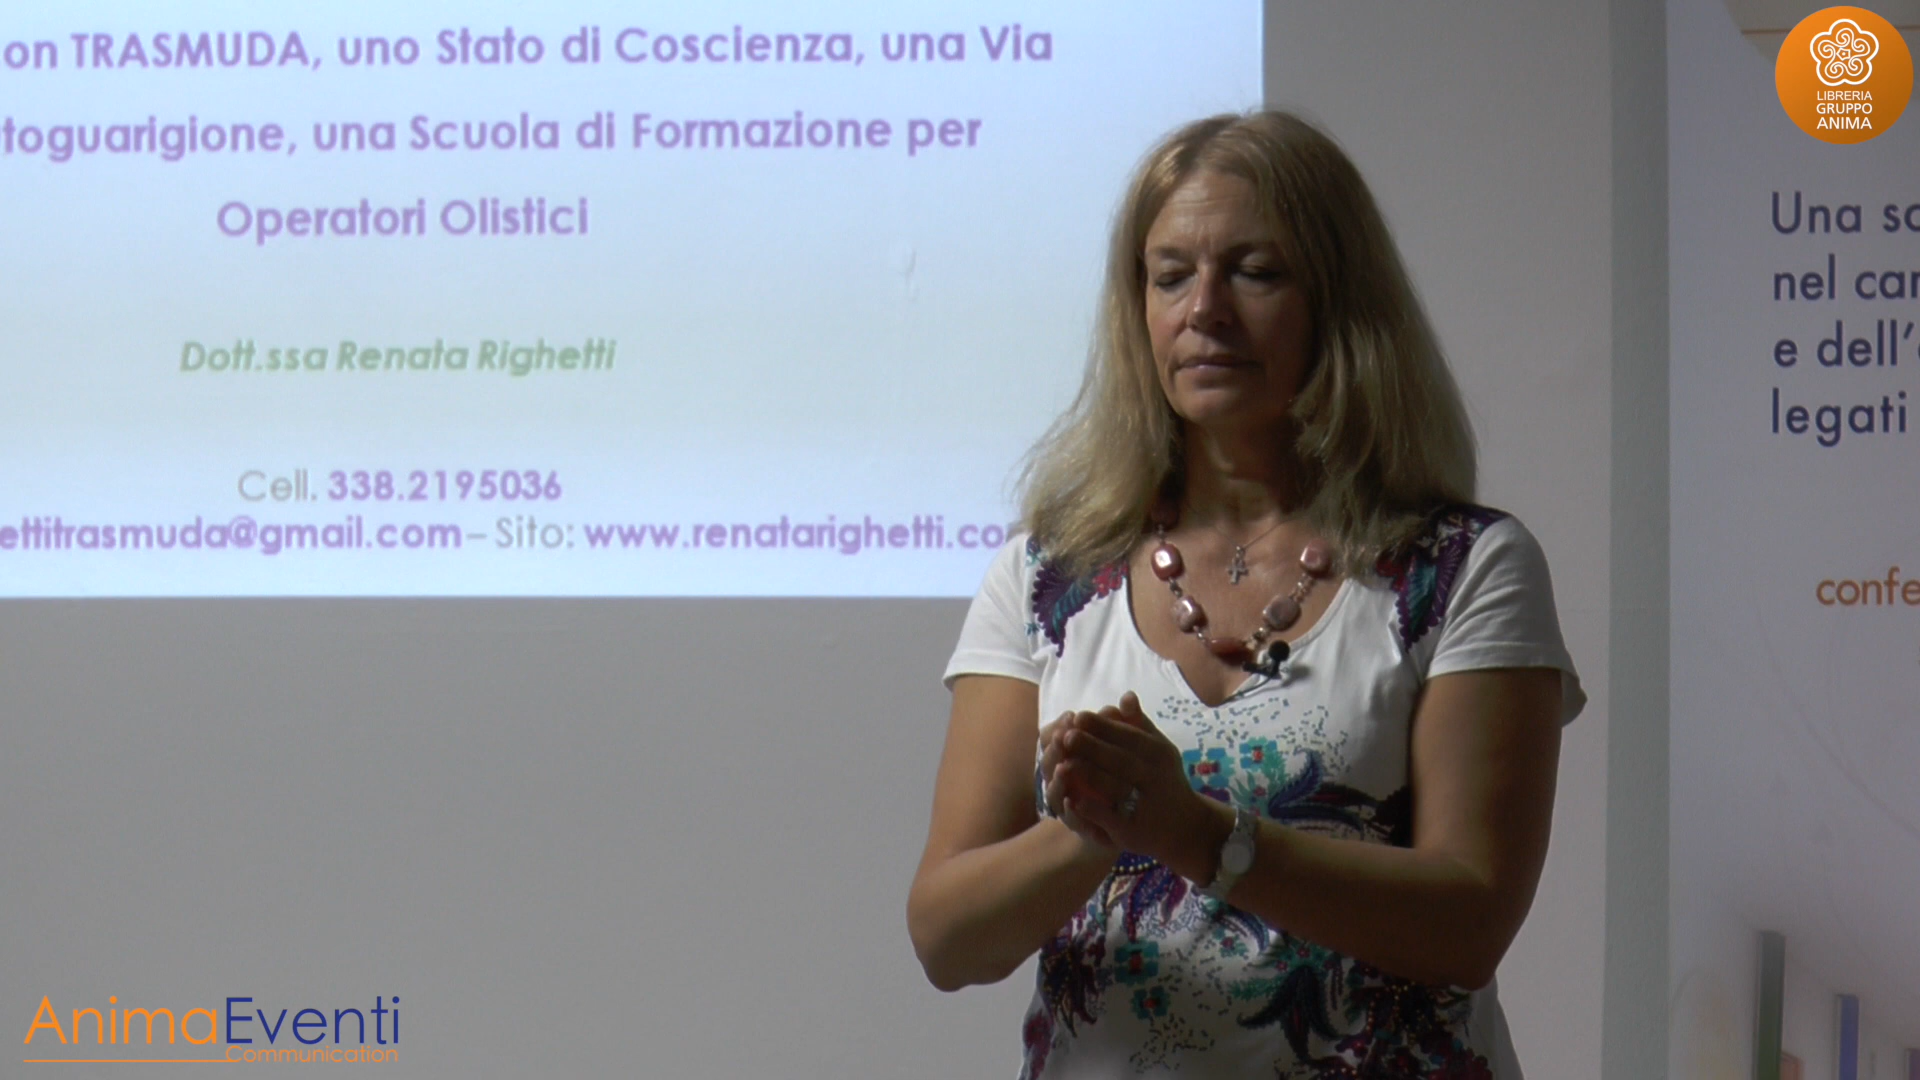 on TRASMUDA, uno Stato di Coscienza, una Via
toguarigione, una Scuola di Formazione per
Operatori Olistici
Dott.ssa Renata Righetti
Cell. 338.2195036
ettitrasmuda@gmail.com – Sito: www.renatarighetti.co
LIBRERIA
GRUPPO
ANIMA
Una sc
nel car
e dell'
legati
confe
AnimaEventi
Communication